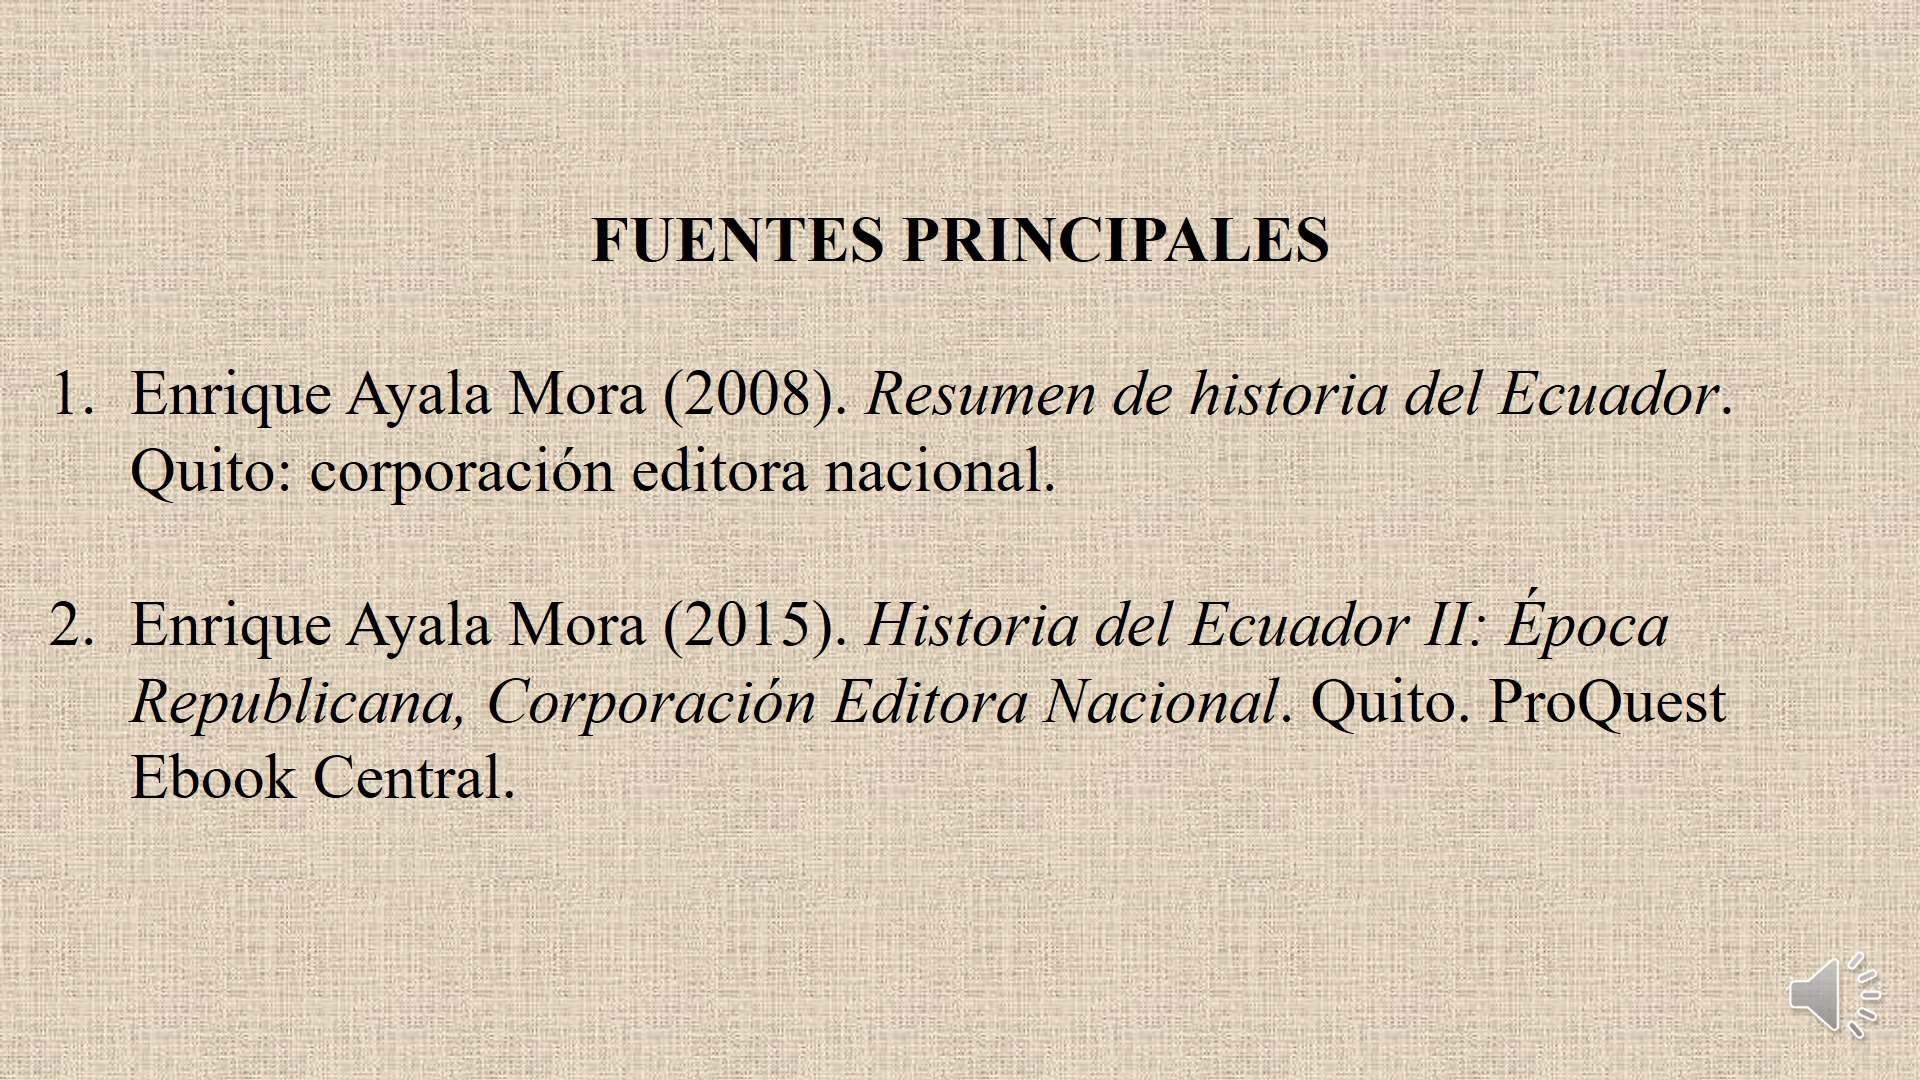 FUENTES PRINCIPALES
1. Enrique Ayala Mora (2008). Resumen de historia del Ecuador.
Quito: corporación editora nacional.
2. Enrique Ayala Mora (2015). Historia del Ecuador II: Época
Republicana, Corporación Editora Nacional. Quito. ProQuest
Ebook Central.